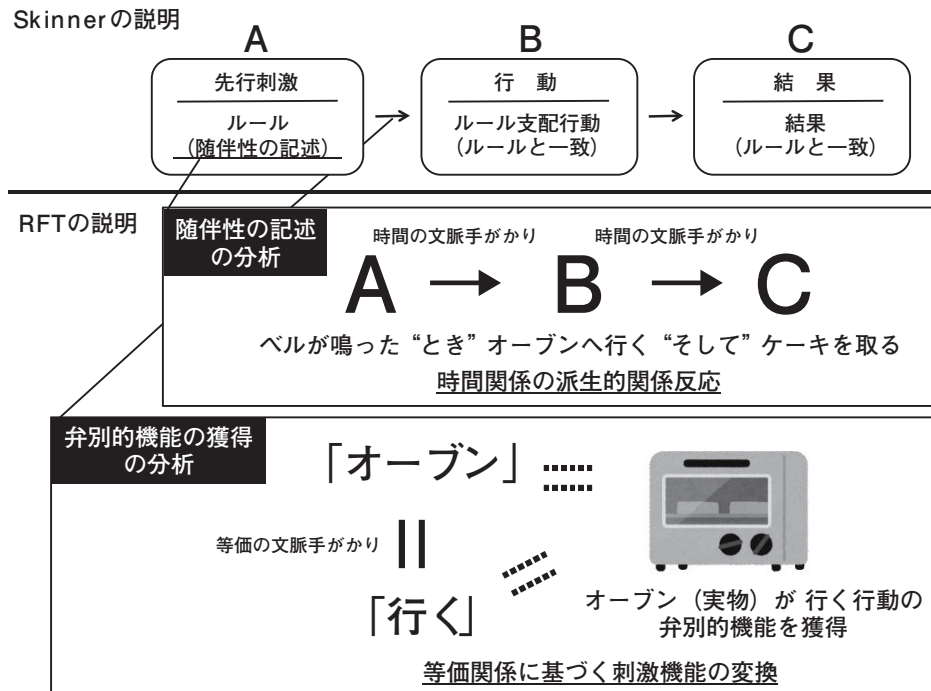 Skinnerの説明
A
B
C
先行刺激
ルール
(随伴性の記述)
行 動
ルール支配行動
(ルールと一致)
結 果
結果
(ルールと一致)
RFTの説明
随伴性の記述
の分析
時間の文脈手がかり
時間の文脈手がかり
A → B → C
ベルが鳴った “とき” オーブンへ行く “そして” ケーキを取る
時間関係の派生的関係反応
弁別的機能の獲得
の分析
「オーブン」
等価の文脈手がかり
「行く」
オーブン（実物）が 行く行動の
弁別的機能を獲得
等価関係に基づく刺激機能の変換